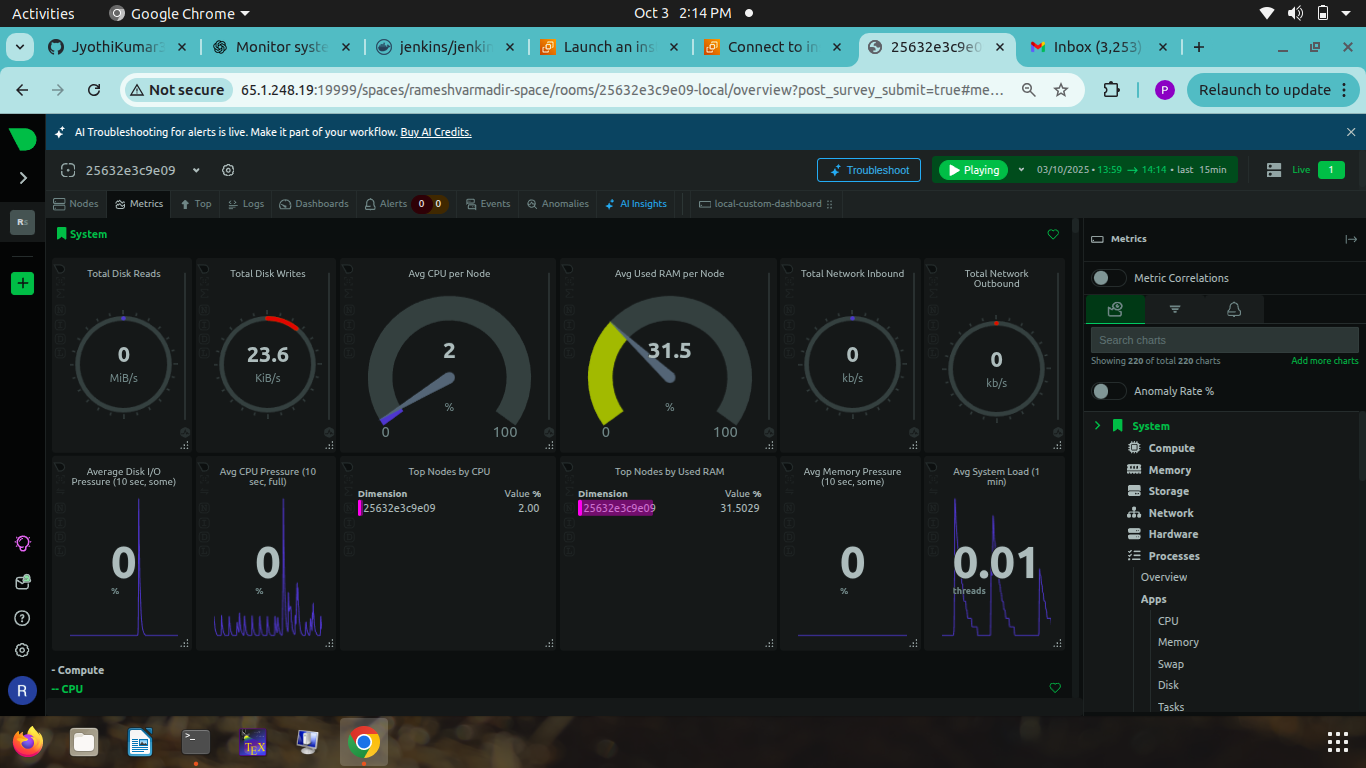 Activities
Google Chrome
Oct 3 2:14 PM
JyothiKumar
Monitor syste
jenkins/jenkin
Launch an ins
Connect to in
25632e3c9e09
Inbox (3,253)
Not secure
65.1.248.19:19999/spaces/rameshvarmadir-space/rooms/25632e3c9e09-local/overview?post_survey_submit=true#me…
P
Relaunch to update
AI Troubleshooting for alerts is live. Make it part of your workflow. Buy AI Credits.
25632e3c9e09
Troubleshoot
Playing
03/10/2025 • 13:59 → 14:14 • last 15min
Live
1
Rs
Nodes
Metrics
Top
Logs
Dashboards
Alerts
0
0
Events
Anomalies
AI Insights
local-custom-dashboard
System
Total Disk Reads
0
MiB/s
Total Disk Writes
23.6
KiB/s
Avg CPU per Node
2
%
0
100
Avg Used RAM per Node
31.5
%
0
100
Total Network Inbound
0
kb/s
Total Network
Outbound
0
kb/s
Average Disk I/O
Pressure (10 sec, some)
0
%
Avg CPU Pressure (10
sec, full)
0
%
Top Nodes by CPU
Dimension Value %
25632e3c9e09 2.00
Top Nodes by Used RAM
Dimension Value %
25632e3c9e09 31.5029
Avg Memory Pressure
(10 sec, some)
0
%
Avg System Load (1
min)
0.01
threads
- Compute
-- CPU
Metrics
Metric Correlations
Search charts
Showing 220 of total 220 charts
Add more charts
Anomaly Rate %
System
Compute
Memory
Storage
Network
Hardware
Processes
Overview
Apps
CPU
Memory
Swap
Disk
Tasks
R
>_
TEX